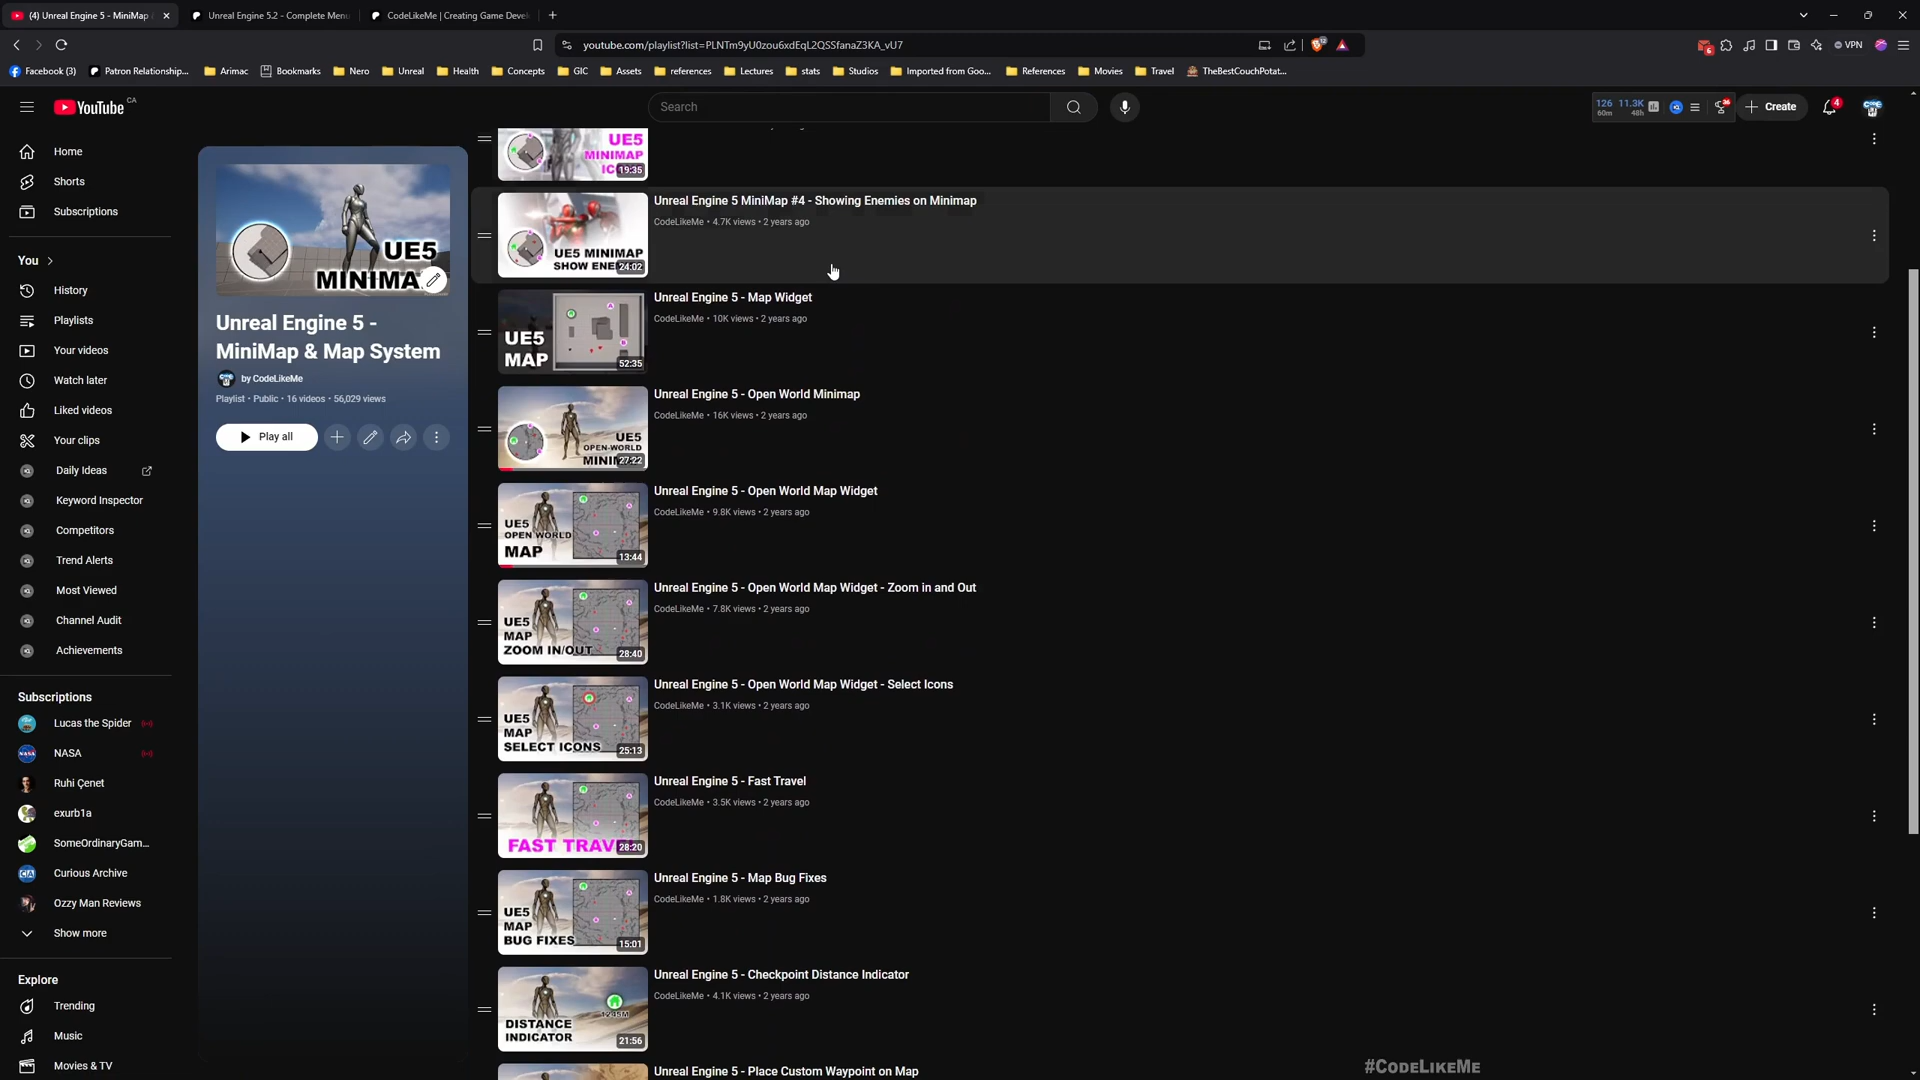 (4) Unreal Engine 5 - MiniMap
Unreal Engine 5.2 - Complete Menu
CodeLikeMe | Creating Game Devel
youtube.com/playlist?list=PLNTm9yU0zou6xdEqL2QSSfanaZ3KA_vU7
VPN
Facebook (3)
Patron Relationship...
Arimac
Bookmarks
Nero
Unreal
Health
Concepts
GIC
Assets
references
Lectures
stats
Studios
Imported from Goo...
References
Movies
Travel
TheBestCouchPotat...
YouTube CA
Search
126 11.3K
60m 48h
Create
4
Home
Shorts
Subscriptions
You
History
Playlists
Your videos
Watch later
Liked videos
Your clips
Daily Ideas
Keyword Inspector
Competitors
Trend Alerts
Most Viewed
Channel Audit
Achievements
Subscriptions
Lucas the Spider
NASA
Ruhi Çenet
exurb1a
SomeOrdinaryGam...
Curious Archive
Ozzy Man Reviews
Show more
Explore
Trending
Music
Movies & TV
UE5
MINIMA
Unreal Engine 5 -
MiniMap & Map System
by CodeLikeMe
Playlist • Public • 16 videos • 56,029 views
Play all
UE5
MINIMAP
IC
19:35
UE5 MINIMAP
SHOW ENE
24:02
Unreal Engine 5 MiniMap #4 - Showing Enemies on Minimap
CodeLikeMe • 4.7K views • 2 years ago
UE5
MAP
52:35
Unreal Engine 5 - Map Widget
CodeLikeMe • 10K views • 2 years ago
UE5
OPEN-WORLD
MINI
27:22
Unreal Engine 5 - Open World Minimap
CodeLikeMe • 16K views • 2 years ago
UE5
OPEN WORLD
MAP
13:44
Unreal Engine 5 - Open World Map Widget
CodeLikeMe • 9.8K views • 2 years ago
UE5
MAP
ZOOM IN/OUT
28:40
Unreal Engine 5 - Open World Map Widget - Zoom in and Out
CodeLikeMe • 7.8K views • 2 years ago
UE5
MAP
SELECT ICONS
25:13
Unreal Engine 5 - Open World Map Widget - Select Icons
CodeLikeMe • 3.1K views • 2 years ago
FAST TRAV
28:20
Unreal Engine 5 - Fast Travel
CodeLikeMe • 3.5K views • 2 years ago
UE5
MAP
BUG FIXES
15:01
Unreal Engine 5 - Map Bug Fixes
CodeLikeMe • 1.8K views • 2 years ago
DISTANCE
INDICATOR
21:56
Unreal Engine 5 - Checkpoint Distance Indicator
CodeLikeMe • 4.1K views • 2 years ago
Unreal Engine 5 - Place Custom Waypoint on Map
#CodeLikeMe